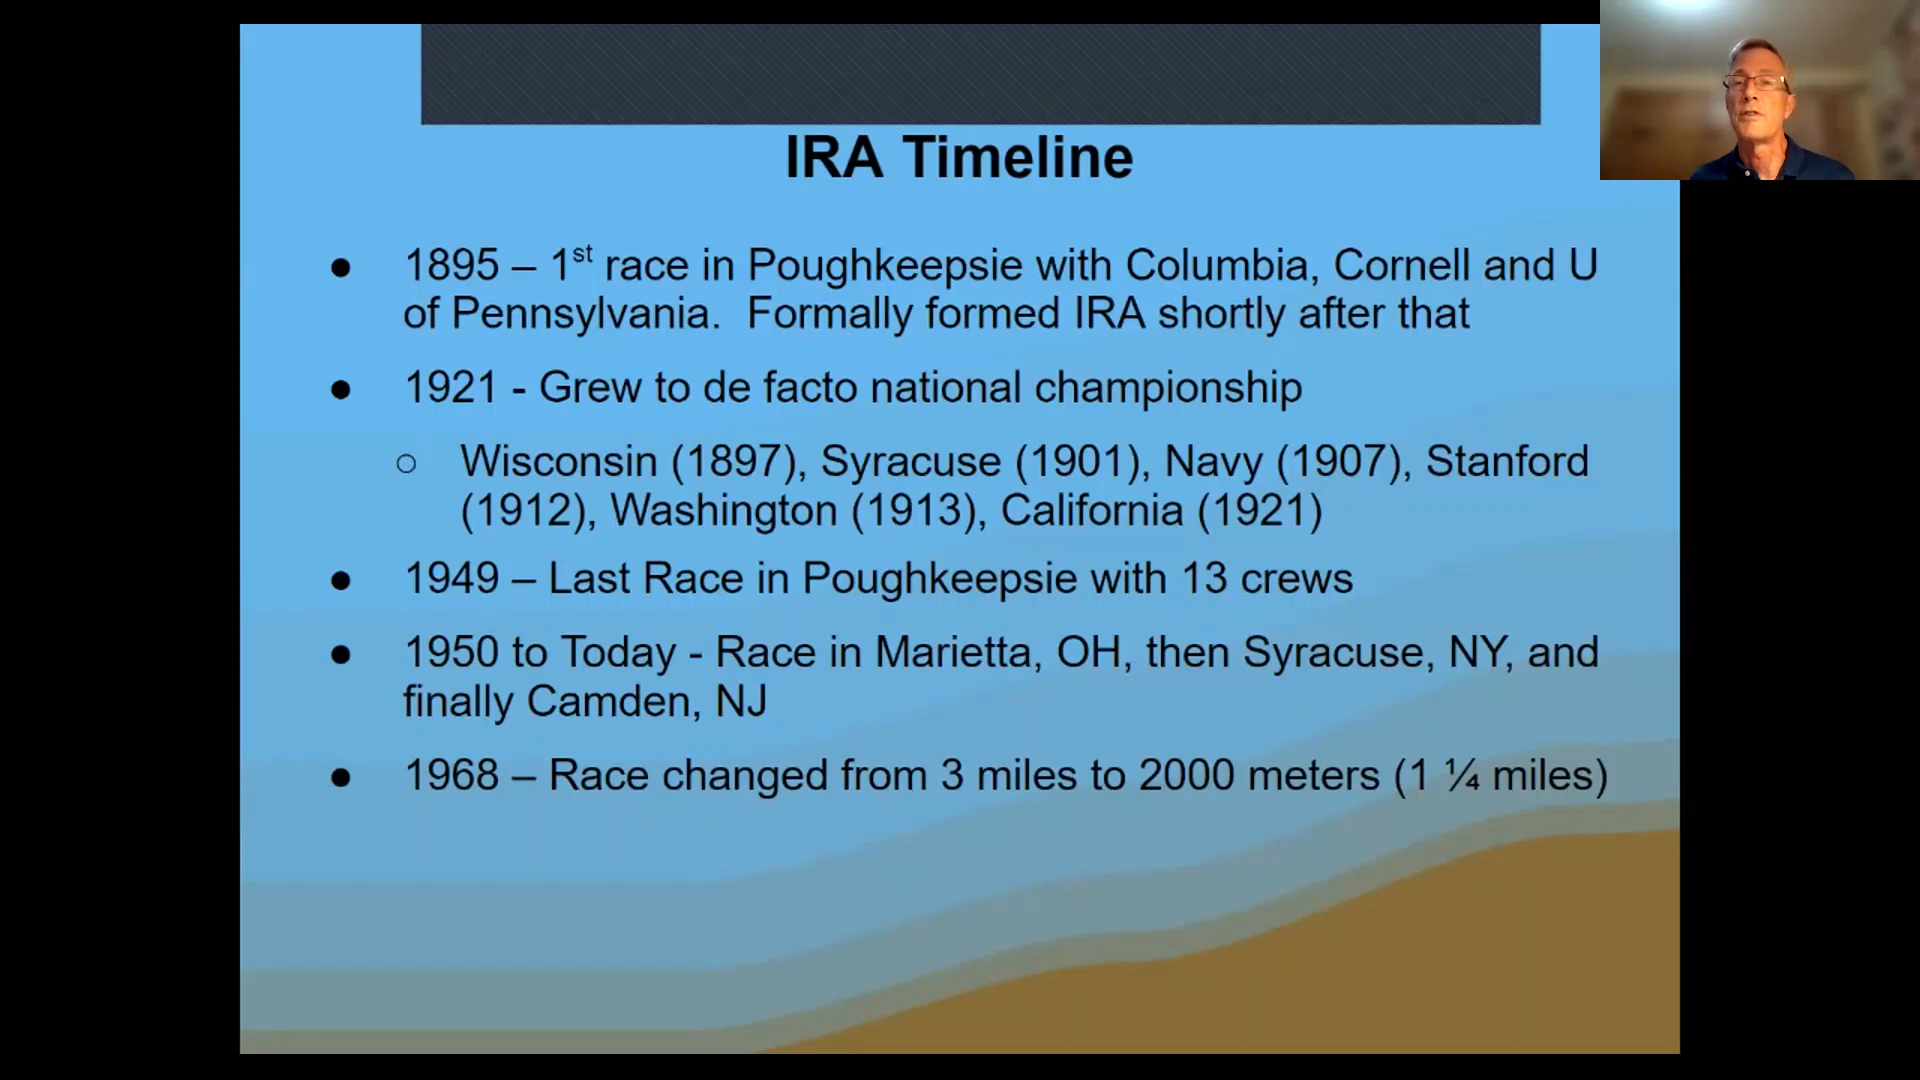 IRA Timeline
● 1895 – 1st race in Poughkeepsie with Columbia, Cornell and U
of Pennsylvania.  Formally formed IRA shortly after that
● 1921 - Grew to de facto national championship
○ Wisconsin (1897), Syracuse (1901), Navy (1907), Stanford
(1912), Washington (1913), California (1921)
● 1949 – Last Race in Poughkeepsie with 13 crews
● 1950 to Today - Race in Marietta, OH, then Syracuse, NY, and
finally Camden, NJ
● 1968 – Race changed from 3 miles to 2000 meters (1 ¼ miles)